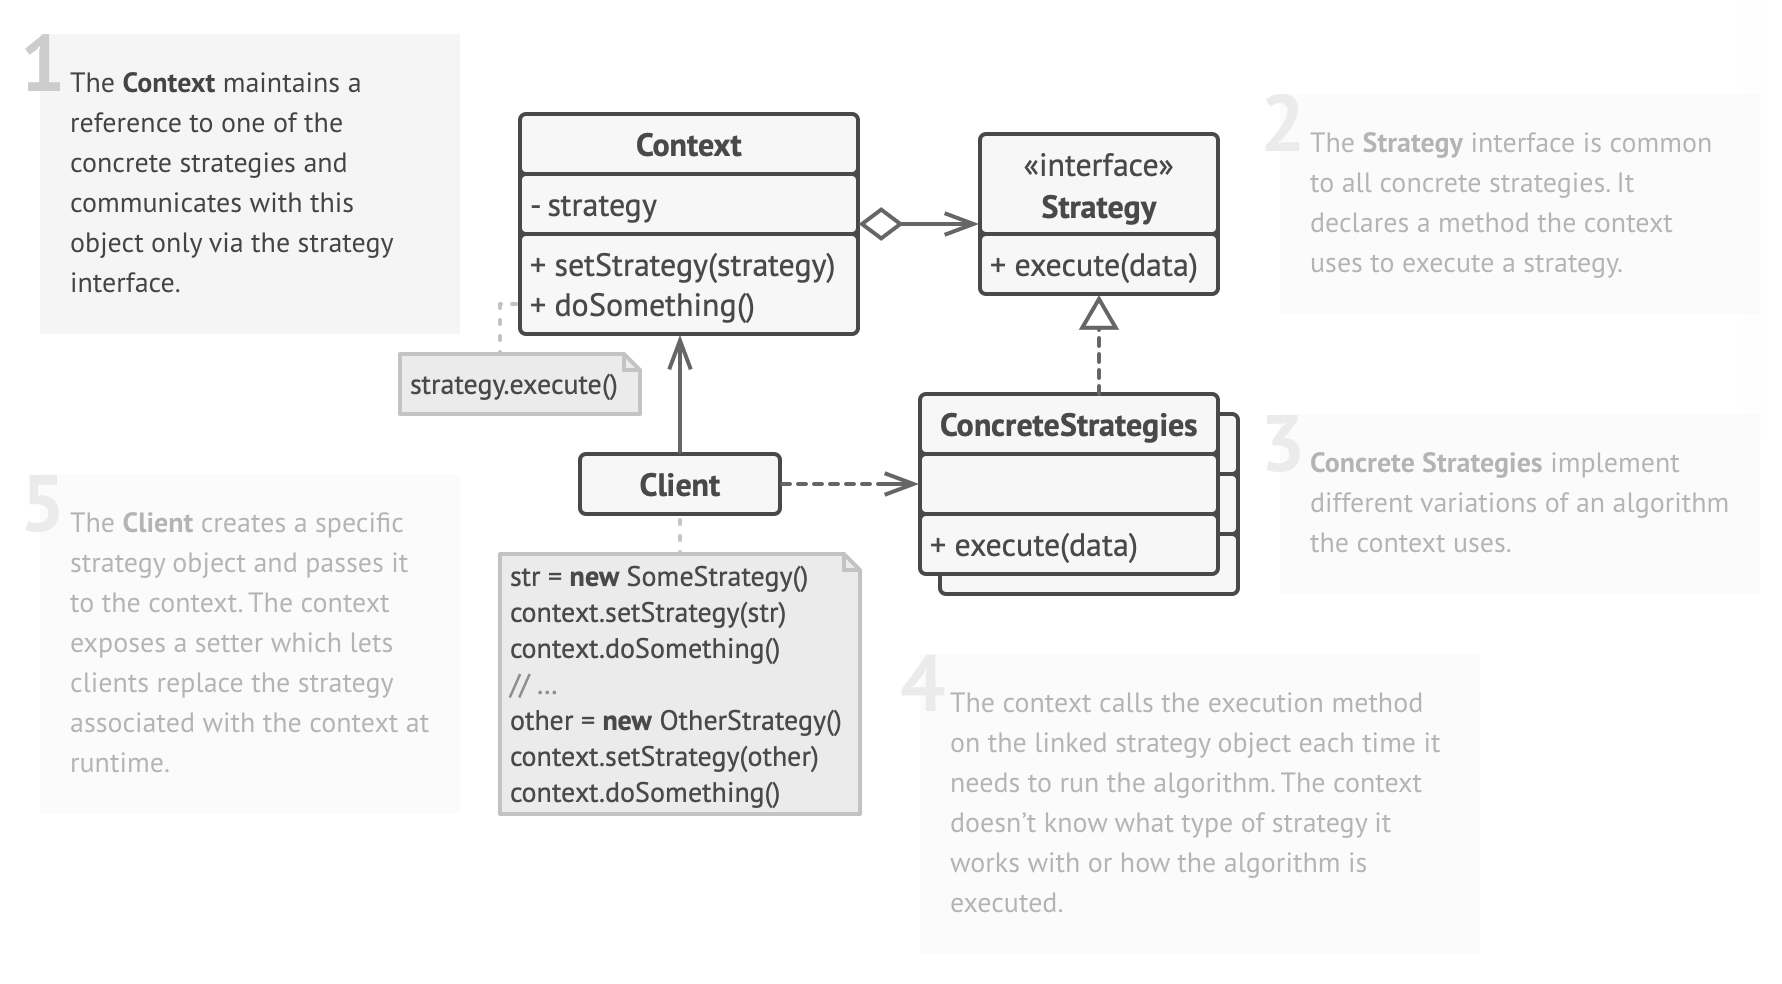 1
The Context maintains a
reference to one of the
concrete strategies and
communicates with this
object only via the strategy
interface.
Context
- strategy
+ setStrategy(strategy)
+ doSomething()
«interface»
Strategy
+ execute(data)
2
The Strategy interface is common
to all concrete strategies. It
declares a method the context
uses to execute a strategy.
strategy.execute()
Client
ConcreteStrategies
+ execute(data)
3
Concrete Strategies implement
different variations of an algorithm
the context uses.
5
The Client creates a specific
strategy object and passes it
to the context. The context
exposes a setter which lets
clients replace the strategy
associated with the context at
runtime.
str = new SomeStrategy()
context.setStrategy(str)
context.doSomething()
// ...
other = new OtherStrategy()
context.setStrategy(other)
context.doSomething()
4
The context calls the execution method
on the linked strategy object each time it
needs to run the algorithm. The context
doesn’t know what type of strategy it
works with or how the algorithm is
executed.